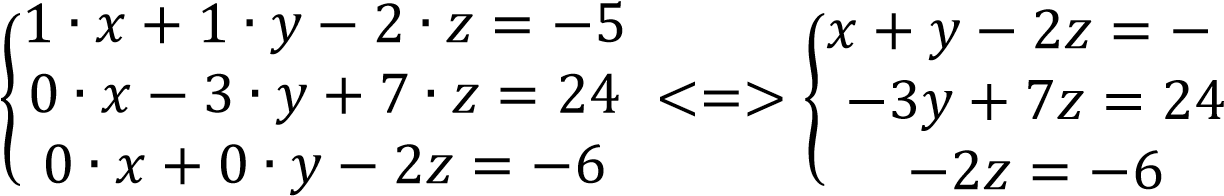 1 · x + 1 · y − 2 · z = −5
0 · x − 3 · y + 7 · z = 24
0 · x + 0 · y − 2z = −6
<=>
x + y − 2z = −
−3y + 7z = 24
−2z = −6